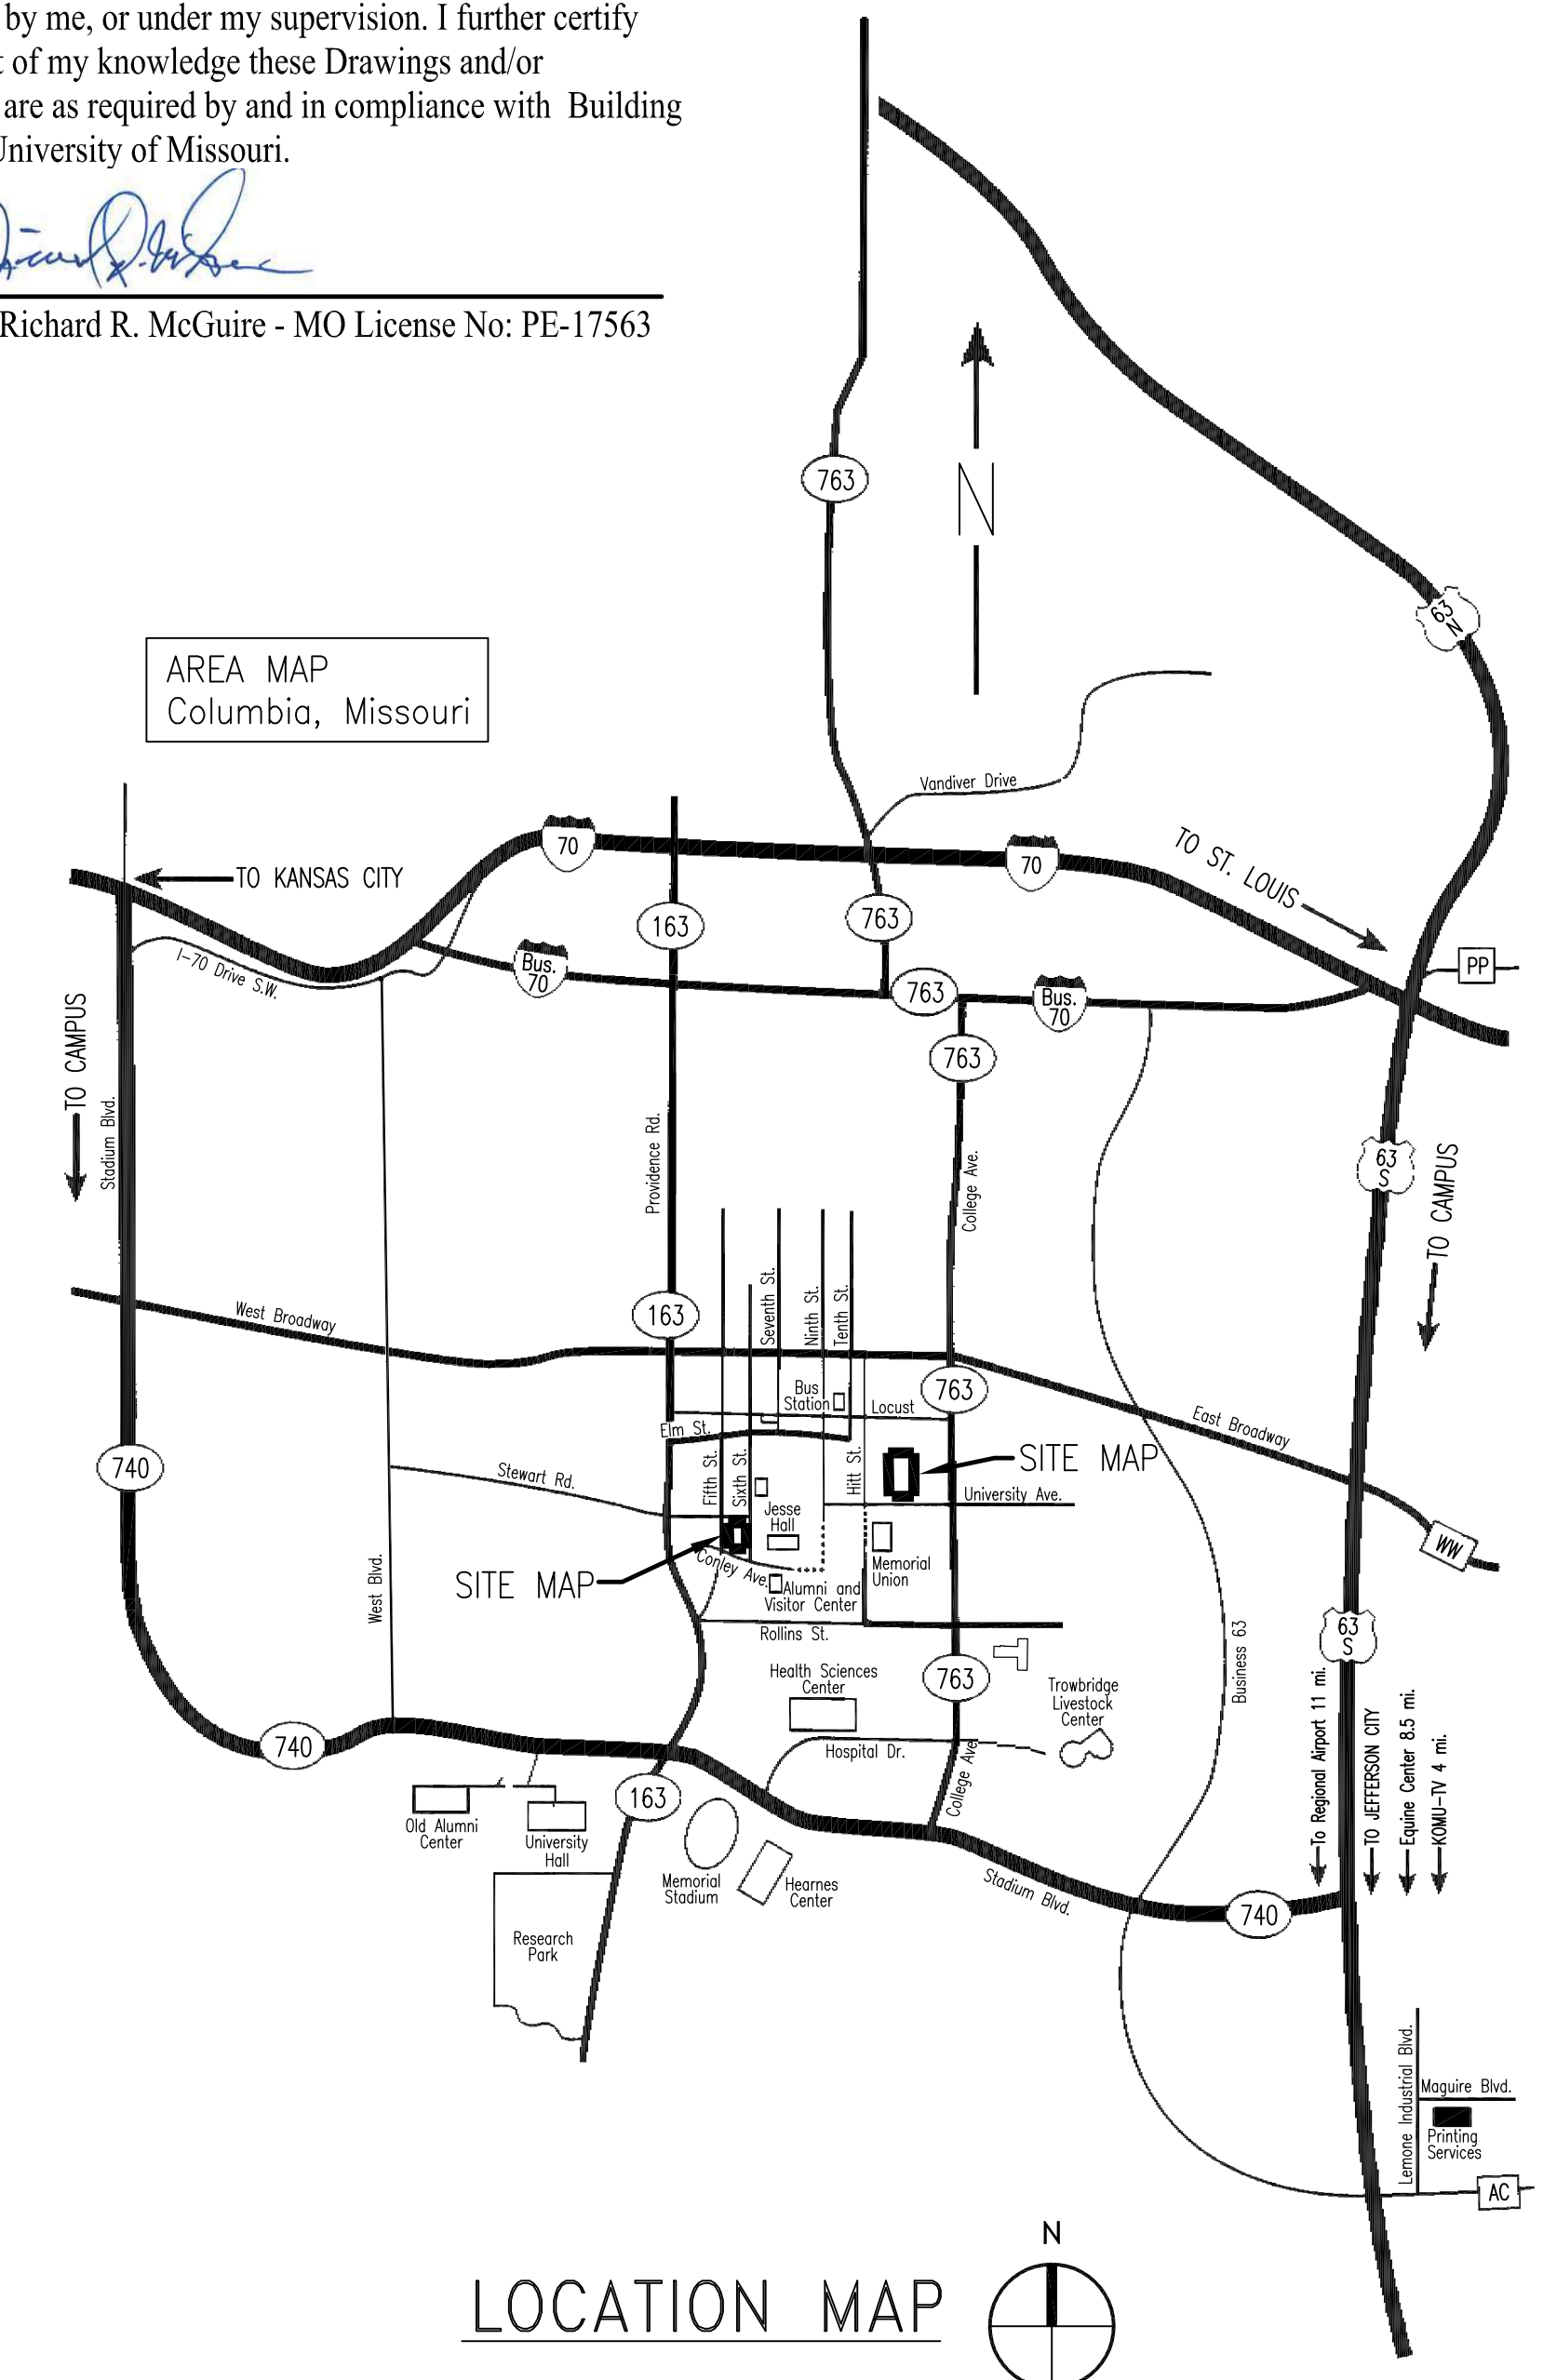 by me, or under my supervision. I further certify
of my knowledge these Drawings and/or
are as required by and in compliance with Building
University of Missouri.
Richard R. McGuire - MO License No: PE-17563
763
N
63
N
AREA MAP
Columbia, Missouri
Vandiver Drive
70
70
TO ST. LOUIS
TO KANSAS CITY
163
763
I-70 Drive S.W.
Bus.
70
763
Bus.
70
PP
TO CAMPUS
Stadium Blvd.
763
Providence Rd.
College Ave.
63
S
TO CAMPUS
West Broadway
163
Seventh St.
Ninth St.
Tenth St.
763
Bus
Station
Locust
Elm St.
East Broadway
740
Stewart Rd.
Fifth St.
Sixth St.
Hitt St.
SITE MAP
University Ave.
Jesse
Hall
WW
West Blvd.
SITE MAP
Conley Ave.
Memorial
Union
Alumni and
Visitor Center
Rollins St.
63
S
Business 63
Health Sciences
Center
763
Trowbridge
Livestock
Center
740
Hospital Dr.
College Ave
To Regional Airport 11 mi.
TO JEFFERSON CITY
Equine Center 8.5 mi.
KOMU-TV 4 mi.
163
Old Alumni
Center
University
Hall
Memorial
Stadium
Hearnes
Center
Stadium Blvd.
740
Research
Park
Lemone Industrial Blvd.
Maguire Blvd.
Printing
Services
AC
N
LOCATION MAP